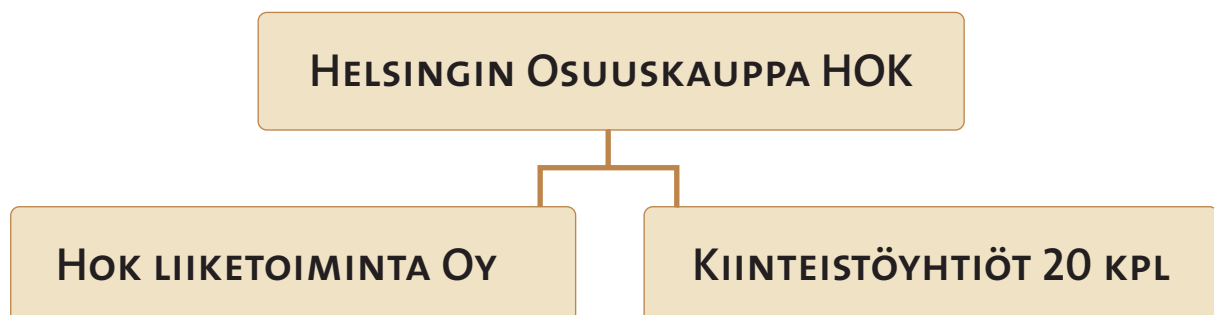 Helsingin Osuuskauppa HOK
Hok liiketoiminta Oy
Kiinteistöyhtiöt 20 kpl